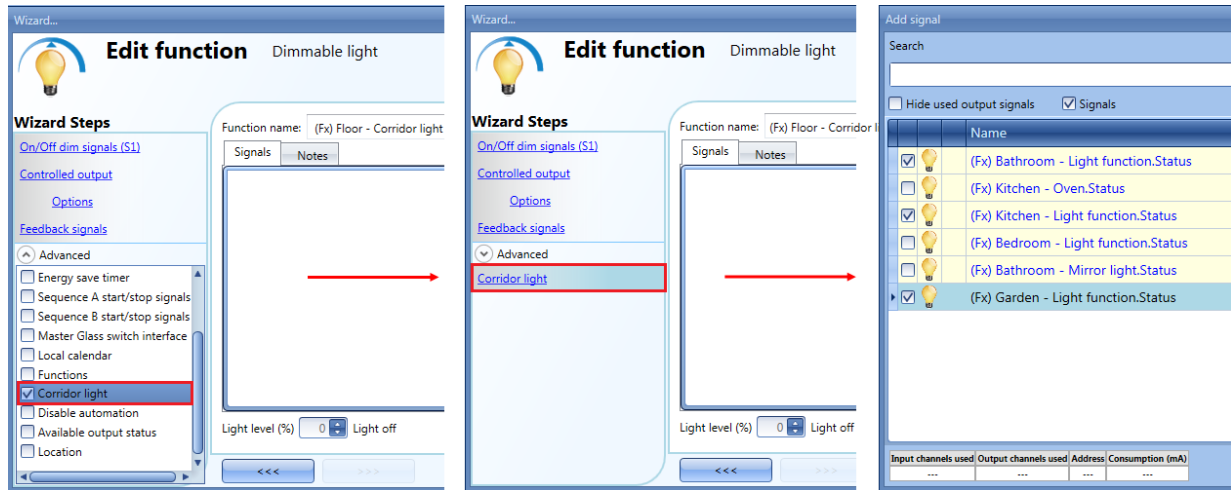 Wizard...
Edit function Dimmable light
Wizard Steps
On/Off dim signals (S1)
Controlled output
Options
Feedback signals
Advanced
Energy save timer
Sequence A start/stop signals
Sequence B start/stop signals
Master Glass switch interface
Local calendar
Functions
Corridor light
Disable automation
Available output status
Location
Function name: (Fx) Floor - Corridor light
Signals Notes
Light level (%) 0 Light off
<<< >>>
Wizard...
Edit function Dimmable light
Wizard Steps
On/Off dim signals (S1)
Controlled output
Options
Feedback signals
Advanced
Corridor light
Function name: (Fx) Floor - Corridor li
Signals Notes
Light level (%) 0 Light off
<<< >>>
Add signal
Search
Hide used output signals Signals
Name
(Fx) Bathroom - Light function.Status
(Fx) Kitchen - Oven.Status
(Fx) Kitchen - Light function.Status
(Fx) Bedroom - Light function.Status
(Fx) Bathroom - Mirror light.Status
(Fx) Garden - Light function.Status
Input channels used Output channels used Address Consumption (mA)
--- --- --- ---